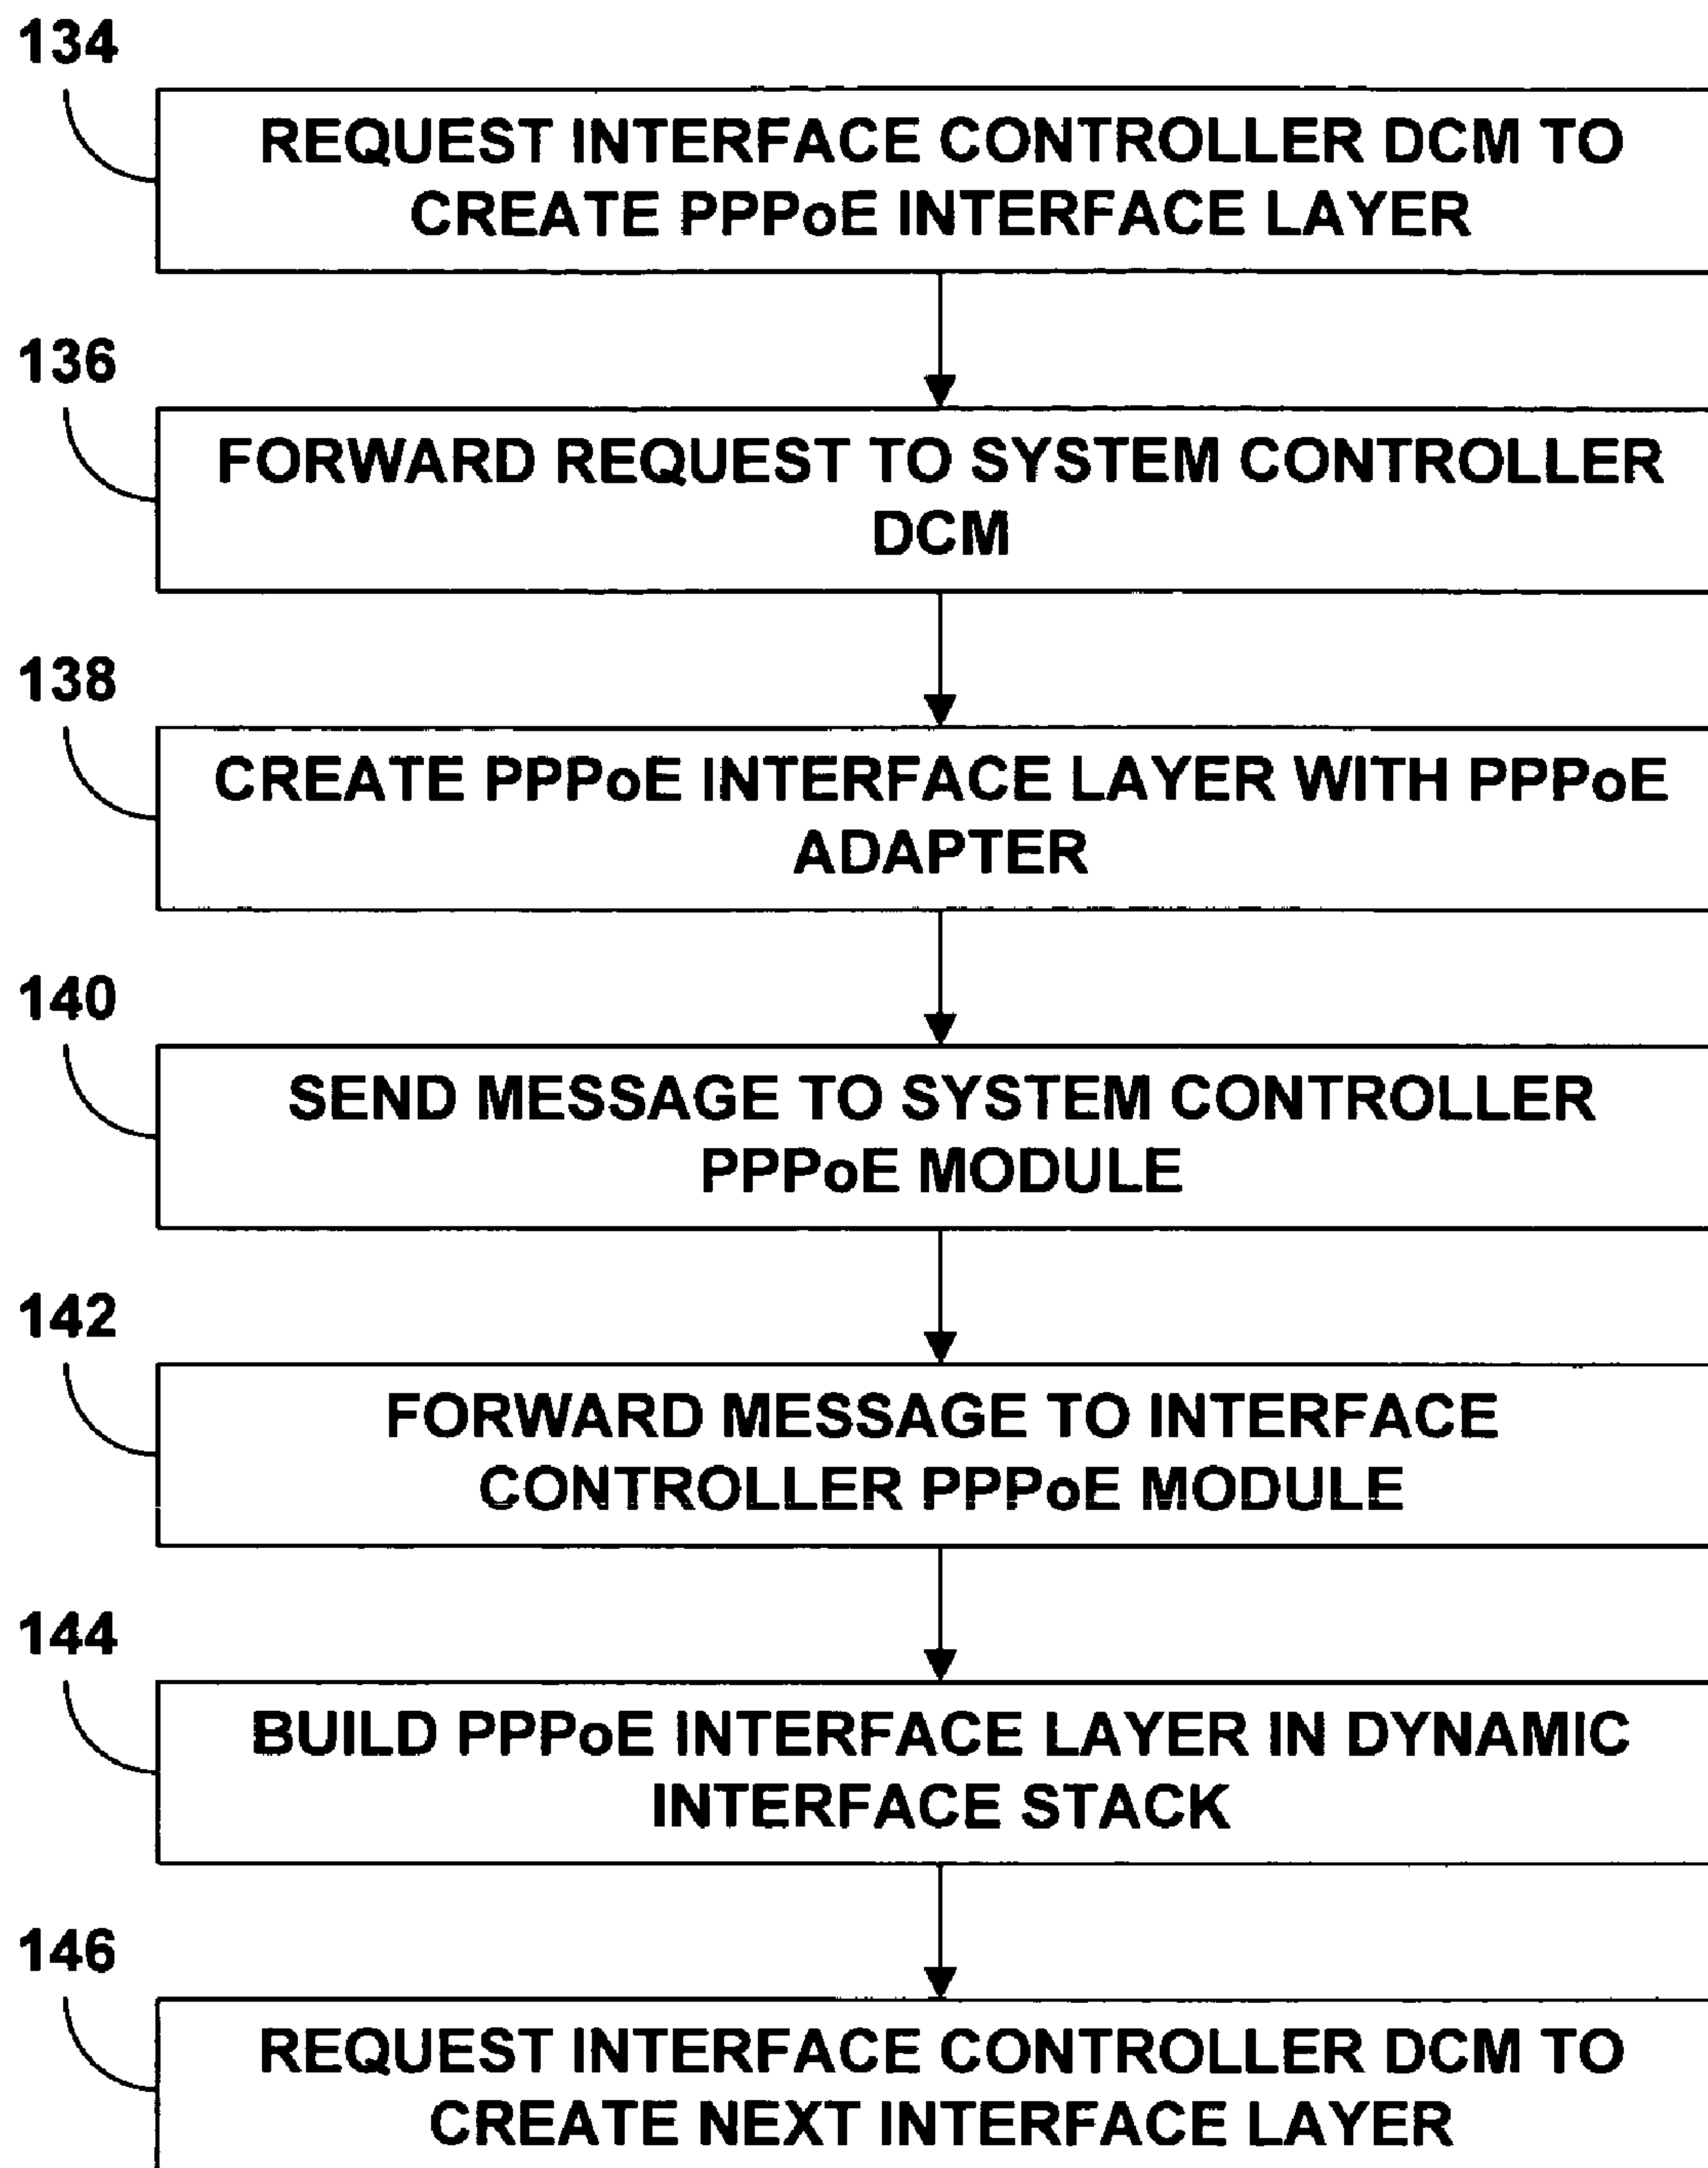 134
REQUEST INTERFACE CONTROLLER DCM TO
CREATE PPPoE INTERFACE LAYER
136
FORWARD REQUEST TO SYSTEM CONTROLLER
DCM
138
CREATE PPPoE INTERFACE LAYER WITH PPPoE
ADAPTER
140
SEND MESSAGE TO SYSTEM CONTROLLER
PPPoE MODULE
142
FORWARD MESSAGE TO INTERFACE
CONTROLLER PPPoE MODULE
144
BUILD PPPoE INTERFACE LAYER IN DYNAMIC
INTERFACE STACK
146
REQUEST INTERFACE CONTROLLER DCM TO
CREATE NEXT INTERFACE LAYER